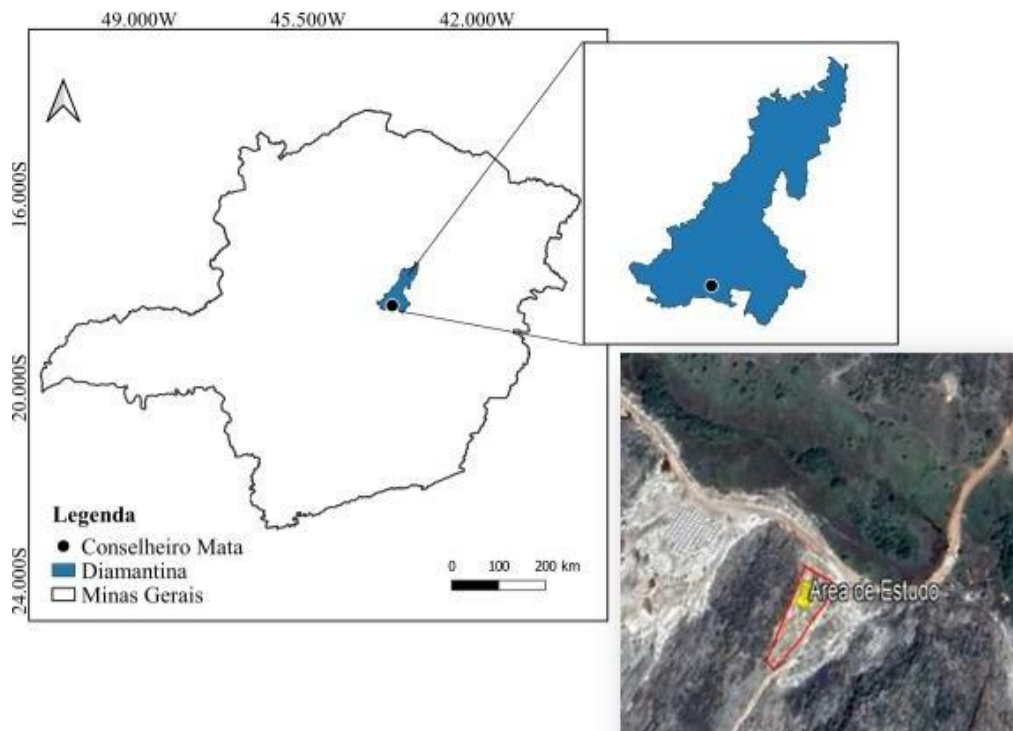 49.000W 45.500W 42.000W
16.000S
20.000S
24.000S
Legenda
Conselheiro Mata
Diamantina
Minas Gerais
0 100 200 km
Área de Estudo